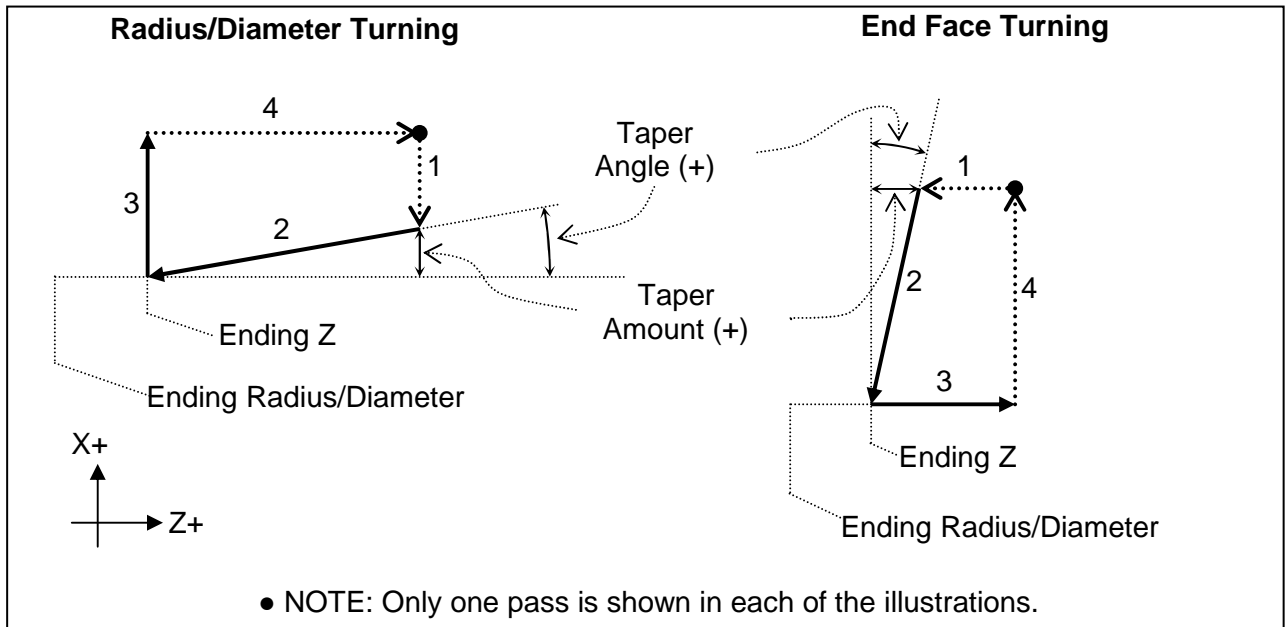 Radius/Diameter Turning
End Face Turning
4
1
3
2
Taper
Angle (+)
1
2
4
Taper
Amount (+)
Ending Z
3
Ending Radius/Diameter
X+
Z+
Ending Z
Ending Radius/Diameter
● NOTE: Only one pass is shown in each of the illustrations.